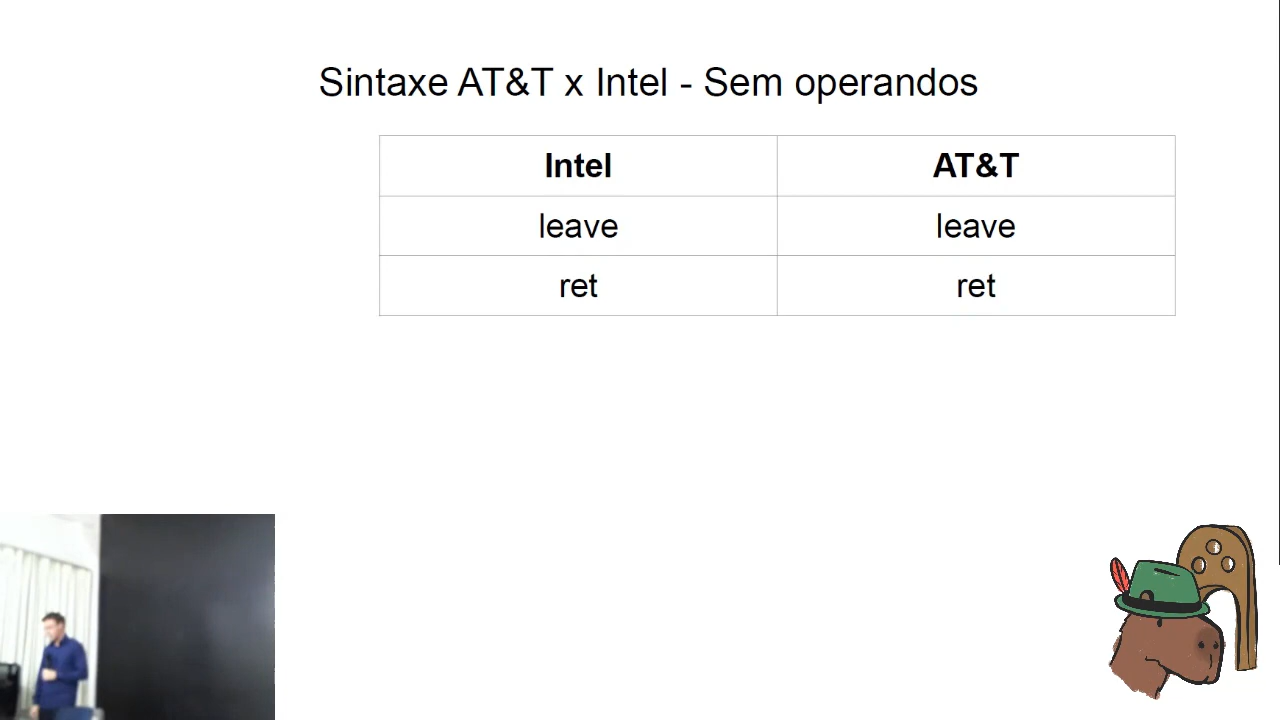 Sintaxe AT&T x Intel - Sem operandos
Intel AT&T
leave leave
ret ret